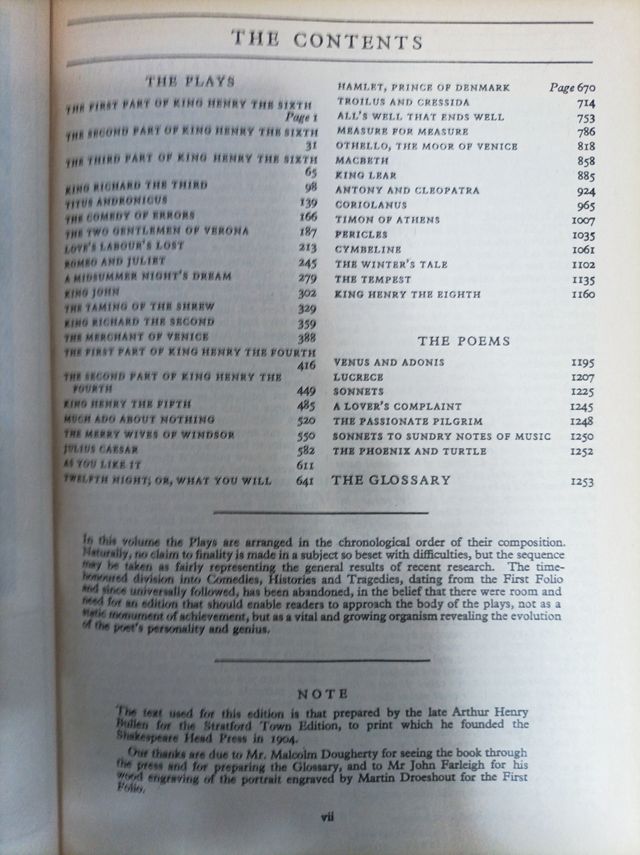 THE CONTENTS
THE PLAYS
THE FIRST PART OF KING HENRY THE SIXTH
Page 1
THE SECOND PART OF KING HENRY THE SIXTH
31
THE THIRD PART OF KING HENRY THE SIXTH
65
KING RICHARD THE THIRD 98
TITUS ANDRONICUS 139
THE COMEDY OF ERRORS 166
THE TWO GENTLEMEN OF VERONA 187
LOVE'S LABOUR'S LOST 213
ROMEO AND JULIET 245
A MIDSUMMER NIGHT'S DREAM 279
KING JOHN 302
THE TAMING OF THE SHREW 329
KING RICHARD THE SECOND 359
THE MERCHANT OF VENICE 388
THE FIRST PART OF KING HENRY THE FOURTH
416
THE SECOND PART OF KING HENRY THE
FOURTH 449
KING HENRY THE FIFTH 485
MUCH ADO ABOUT NOTHING 520
THE MERRY WIVES OF WINDSOR 550
JULIUS CAESAR 582
AS YOU LIKE IT 611
TWELFTH NIGHT; OR, WHAT YOU WILL 641
HAMLET, PRINCE OF DENMARK Page 670
TROILUS AND CRESSIDA 714
ALL'S WELL THAT ENDS WELL 753
MEASURE FOR MEASURE 786
OTHELLO, THE MOOR OF VENICE 818
MACBETH 858
KING LEAR 885
ANTONY AND CLEOPATRA 924
CORIOLANUS 965
TIMON OF ATHENS 1007
PERICLES 1035
CYMBELINE 1061
THE WINTER'S TALE 1102
THE TEMPEST 1135
KING HENRY THE EIGHTH 1160
THE POEMS
VENUS AND ADONIS 1195
LUCRECE 1207
SONNETS 1225
A LOVER'S COMPLAINT 1245
THE PASSIONATE PILGRIM 1248
SONNETS TO SUNDRY NOTES OF MUSIC 1250
THE PHOENIX AND TURTLE 1252
THE GLOSSARY 1253
In this volume the Plays are arranged in the chronological order of their composition.
Naturally, no claim to finality is made in a subject so beset with difficulties, but the sequence
may be taken as fairly representing the general results of recent research. The time-
honoured division into Comedies, Histories and Tragedies, dating from the First Folio
and since universally followed, has been abandoned, in the belief that there were room and
need for an edition that should enable readers to approach the body of the plays, not as a
static monument of achievement, but as a vital and growing organism revealing the evolution
of the poet's personality and genius.
NOTE
The text used for this edition is that prepared by the late Arthur Henry
Bullen for the Stratford Town Edition, to print which he founded the
Shakespeare Head Press in 1904.
Our thanks are due to Mr. Malcolm Dougherty for seeing the book through
the press and for preparing the Glossary, and to Mr John Farleigh for his
wood engraving of the portrait engraved by Martin Droeshout for the First
Folio.
vii